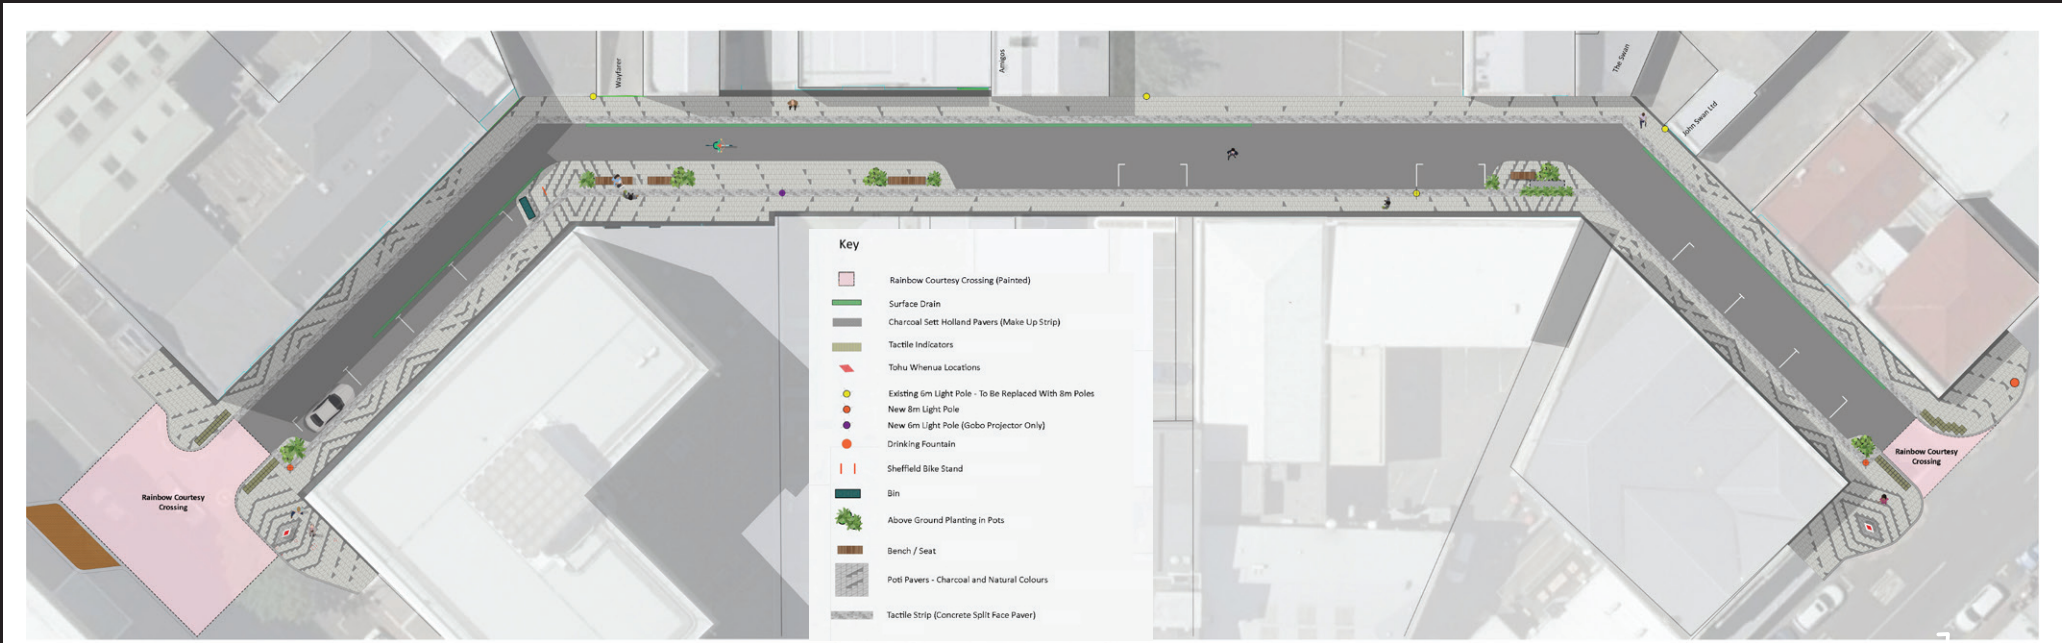 Wayfarer
Amigos
The Swan
John Swan Ltd
Key
Rainbow Courtesy Crossing (Painted)
Surface Drain
Charcoal Sett Holland Pavers (Make Up Strip)
Tactile Indicators
Tohu Whenua Locations
Existing 6m Light Pole - To Be Replaced With 8m Poles
New 8m Light Pole
New 6m Light Pole (Gobo Projector Only)
Drinking Fountain
Sheffield Bike Stand
Bin
Above Ground Planting in Pots
Bench / Seat
Poti Pavers - Charcoal and Natural Colours
Tactile Strip (Concrete Split Face Paver)
Rainbow Courtesy
Crossing
Rainbow Courtesy
Crossing